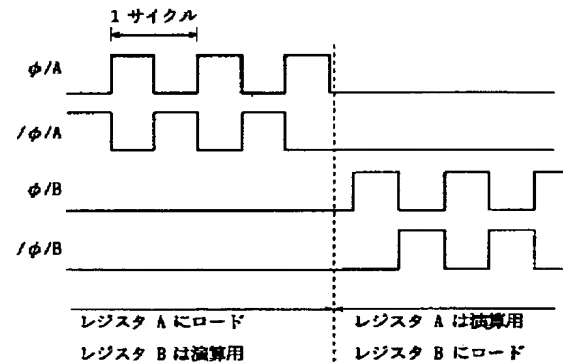 1 サイクル
φ/A
/φ/A
φ/B
/φ/B
レジスタ A にロード
レジスタ A は演算用
レジスタ B は演算用
レジスタ B にロード